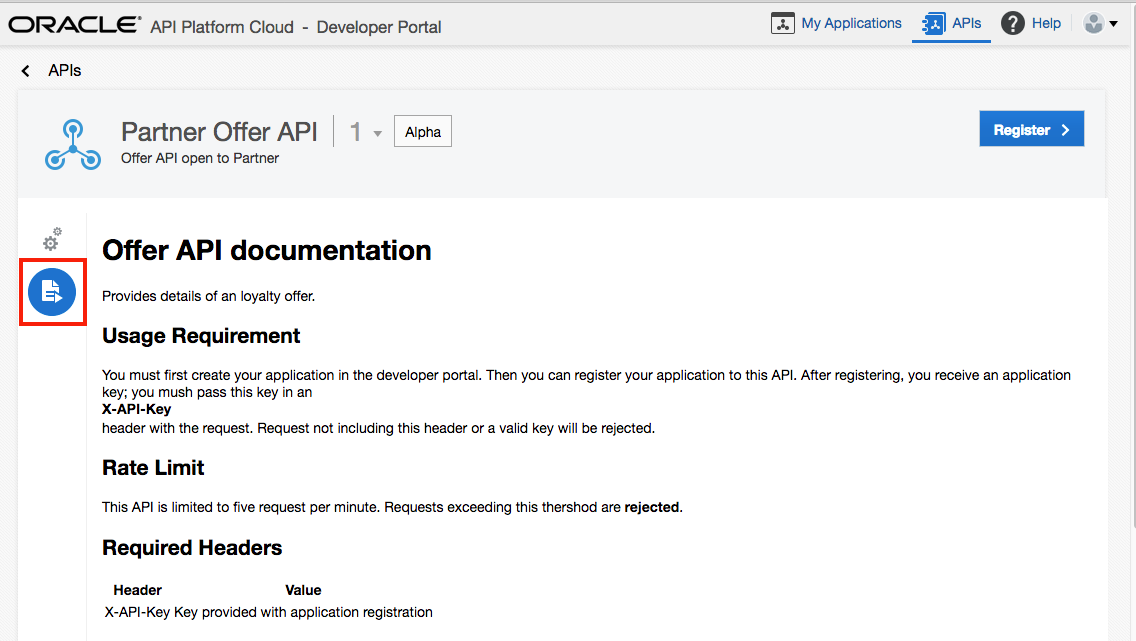 ORACLE® API Platform Cloud - Developer Portal My Applications APIs ? Help
APIs
Partner Offer API 1 Alpha
Register
Offer API open to Partner
Offer API documentation
Provides details of an loyalty offer.
Usage Requirement
You must first create your application in the developer portal. Then you can register your application to this API. After registering, you receive an application
key; you mush pass this key in an
X-API-Key
header with the request. Request not including this header or a valid key will be rejected.
Rate Limit
This API is limited to five request per minute. Requests exceeding this thershod are rejected.
Required Headers
Header Value
X-API-Key Key provided with application registration